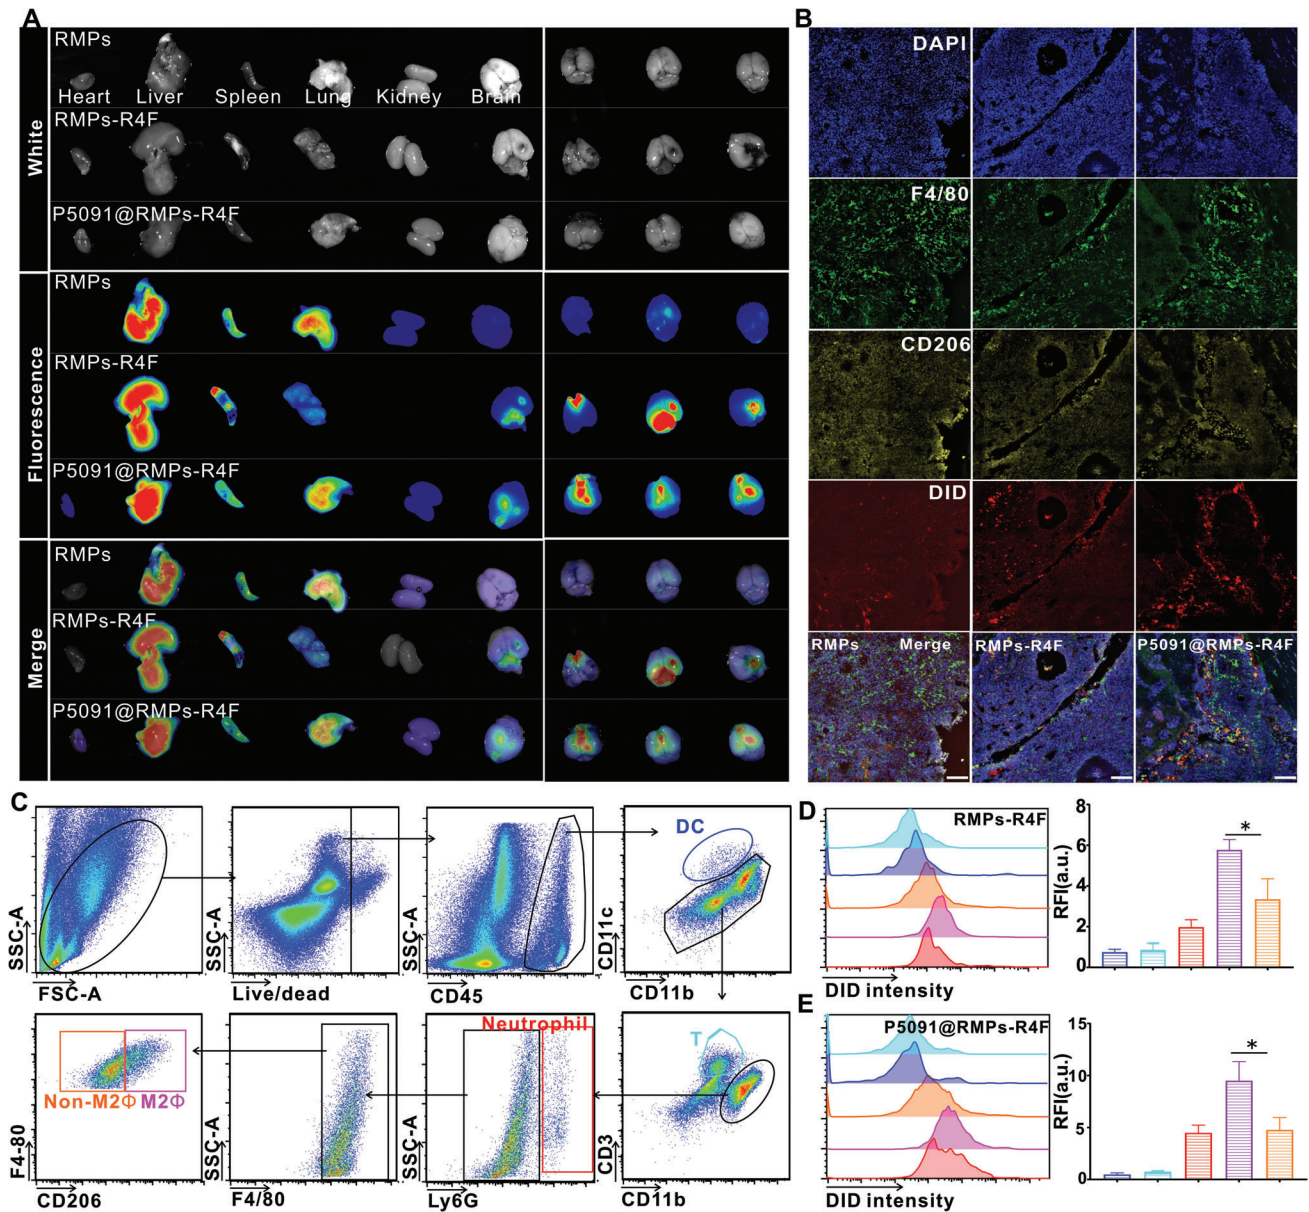 A
White
RMPs
Heart Liver Spleen Lung Kidney Brain
RMPs-R4F
P5091@RMPs-R4F
Fluorescence
RMPs
RMPs-R4F
P5091@RMPs-R4F
Merge
RMPs
RMPs-R4F
P5091@RMPs-R4F
B
DAPI
F4/80
CD206
DID
RMPs Merge RMPs-R4F P5091@RMPs-R4F
C
SSC-A
FSC-A
SSC-A
Live/dead
SSC-A
CD45
DC
CD11c
CD11b
Non-M2Φ M2Φ
F4-80
CD206
SSC-A
F4/80
Neutrophil
SSC-A
Ly6G
T
CD3
CD11b
D
RMPs-R4F
DID intensity
RFI(a.u.)
8
6
4
2
0
*
E
P5091@RMPs-R4F
DID intensity
RFI(a.u.)
15
10
5
0
*